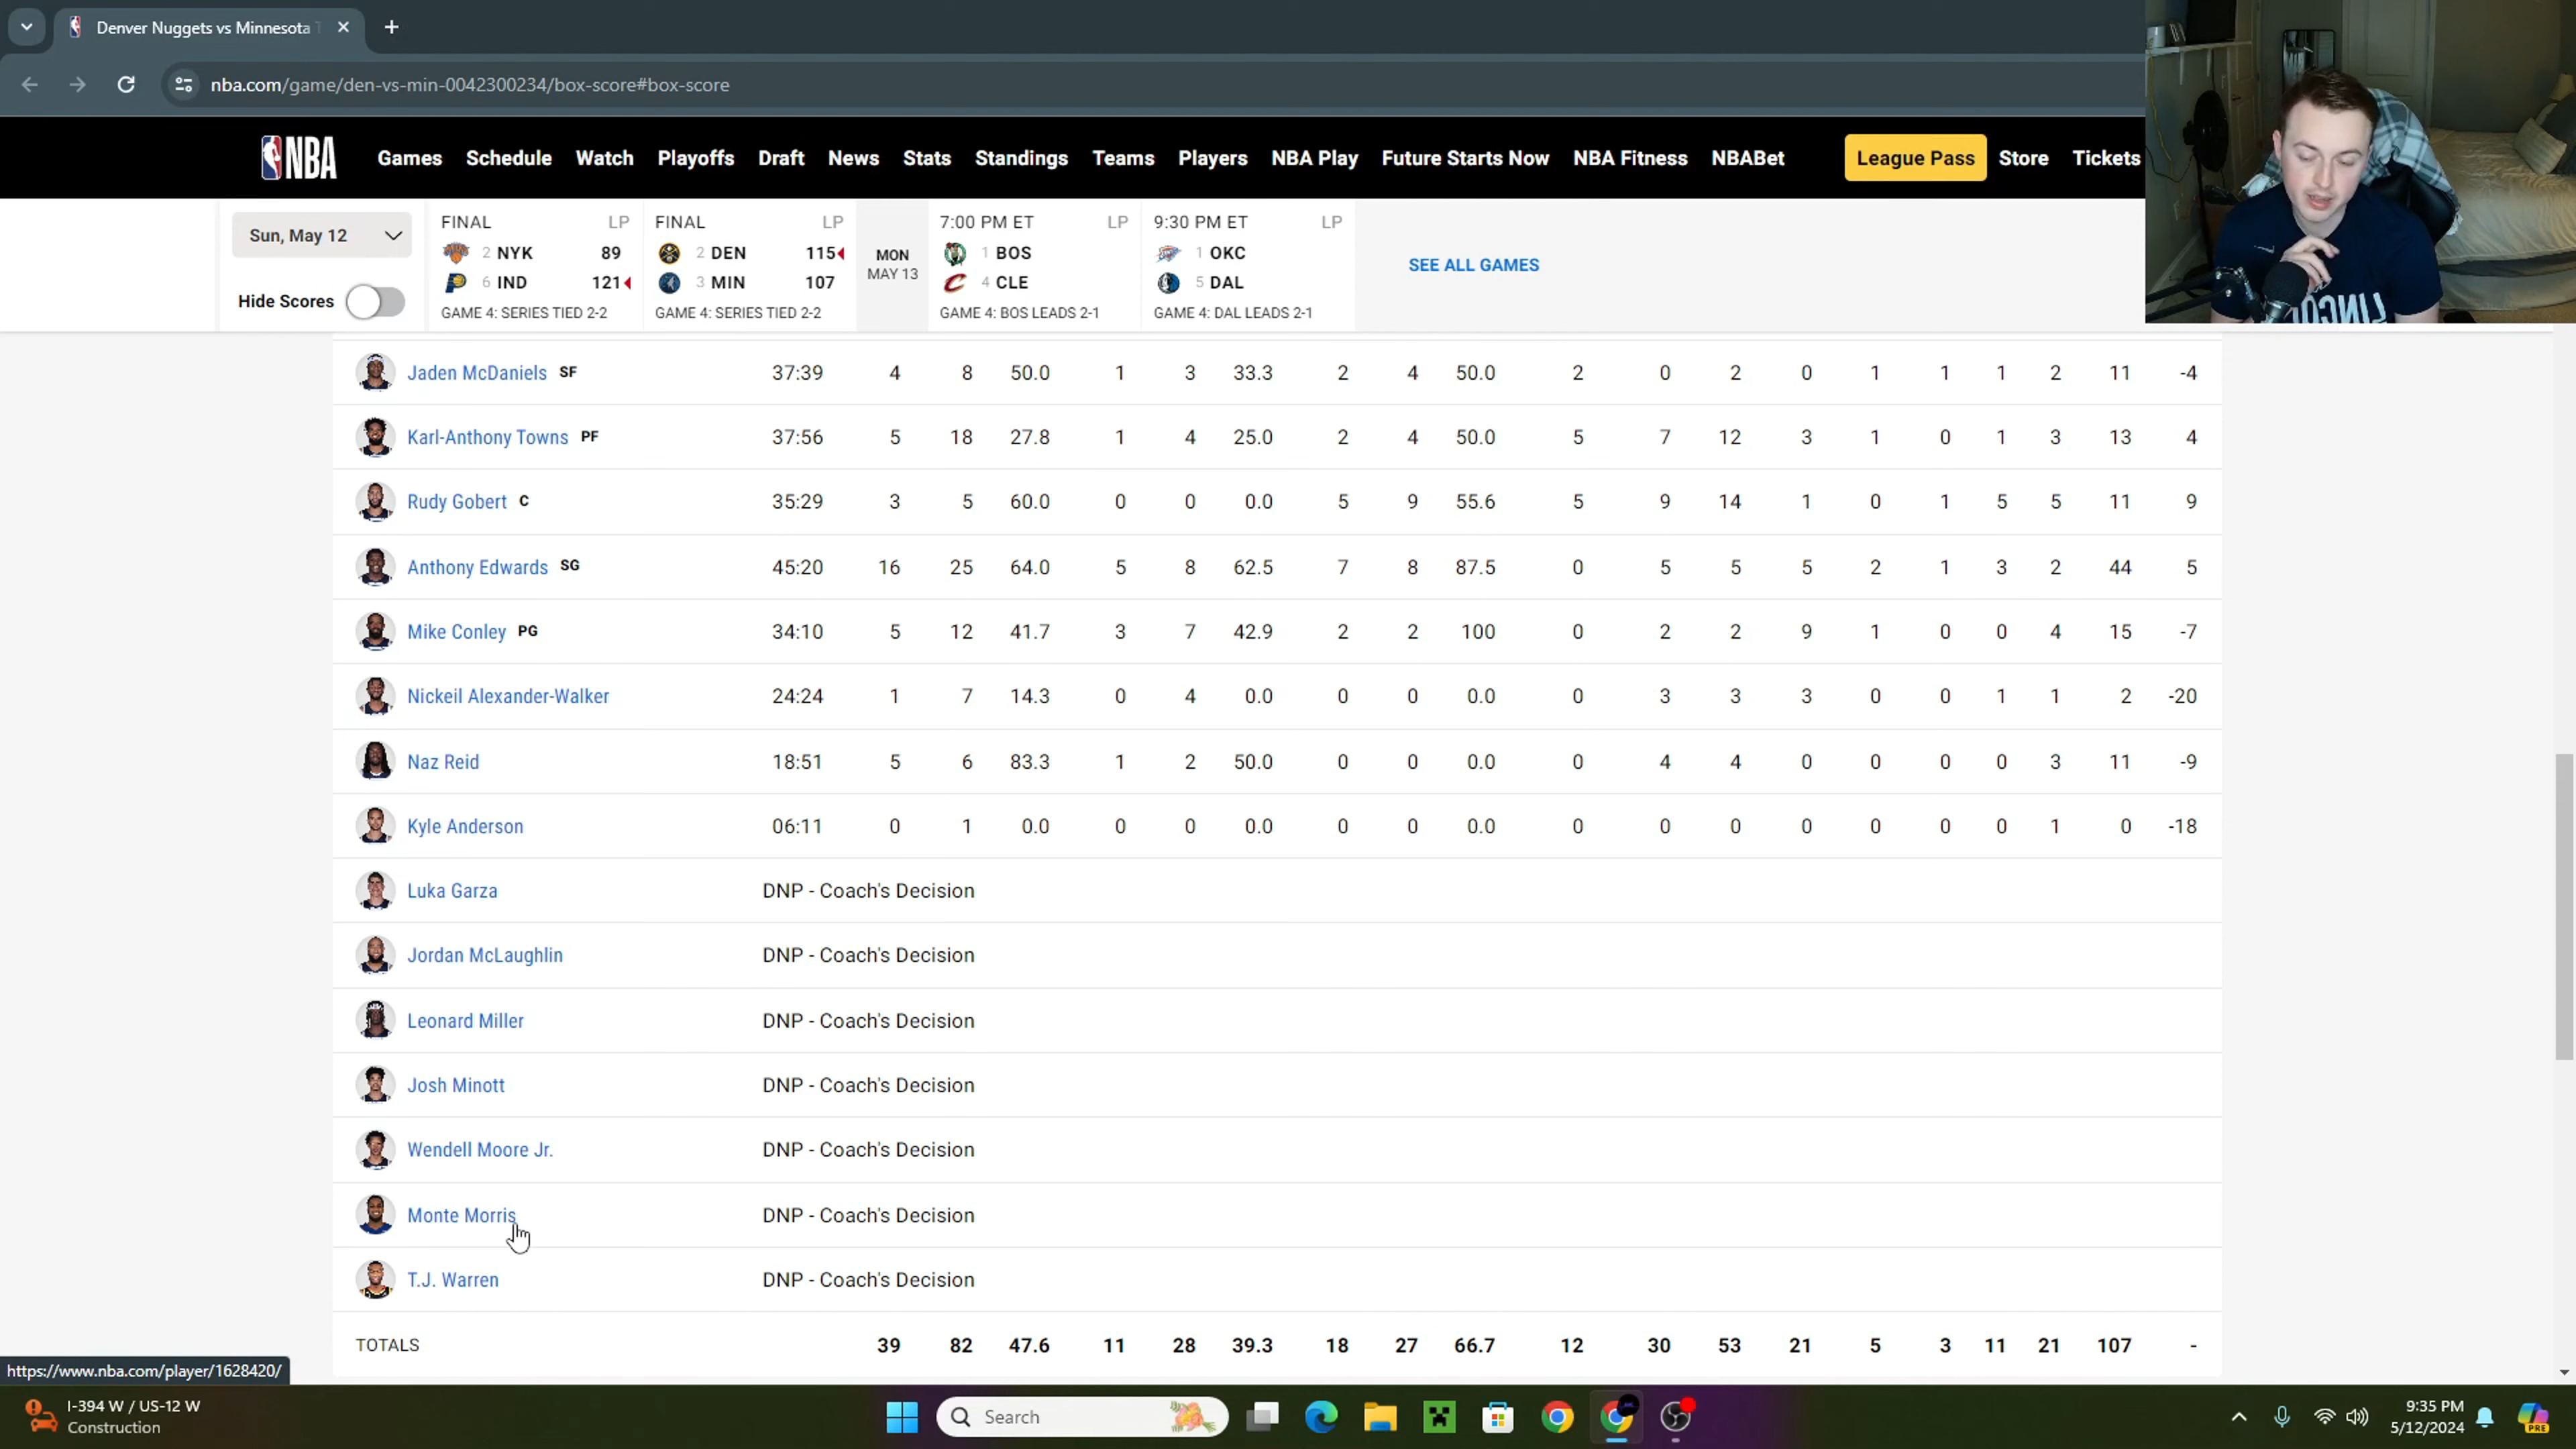 Denver Nuggets vs Minnesota T
nba.com/game/den-vs-min-0042300234/box-score#box-score
NBA Games Schedule Watch Playoffs Draft News Stats Standings Teams Players NBA Play Future Starts Now NBA Fitness NBABet League Pass Store Tickets
Sun, May 12
Hide Scores
FINAL LP
2 NYK 89
6 IND 121
GAME 4: SERIES TIED 2-2
FINAL LP
2 DEN 115
3 MIN 107
GAME 4: SERIES TIED 2-2
MON
MAY 13
7:00 PM ET LP
1 BOS
4 CLE
GAME 4: BOS LEADS 2-1
9:30 PM ET LP
1 OKC
5 DAL
GAME 4: DAL LEADS 2-1
SEE ALL GAMES
Jaden McDaniels SF 37:39 4 8 50.0 1 3 33.3 2 4 50.0 2 0 2 0 1 1 1 2 11 -4
Karl-Anthony Towns PF 37:56 5 18 27.8 1 4 25.0 2 4 50.0 5 7 12 3 1 0 1 3 13 4
Rudy Gobert C 35:29 3 5 60.0 0 0 0.0 5 9 55.6 5 9 14 1 0 1 5 5 11 9
Anthony Edwards SG 45:20 16 25 64.0 5 8 62.5 7 8 87.5 0 5 5 5 2 1 3 2 44 5
Mike Conley PG 34:10 5 12 41.7 3 7 42.9 2 2 100 0 2 2 9 1 0 0 4 15 -7
Nickeil Alexander-Walker 24:24 1 7 14.3 0 4 0.0 0 0 0.0 0 3 3 3 0 0 1 1 2 -20
Naz Reid 18:51 5 6 83.3 1 2 50.0 0 0 0.0 0 4 4 0 0 0 0 3 11 -9
Kyle Anderson 06:11 0 1 0.0 0 0 0.0 0 0 0.0 0 0 0 0 0 0 0 1 0 -18
Luka Garza DNP - Coach's Decision
Jordan McLaughlin DNP - Coach's Decision
Leonard Miller DNP - Coach's Decision
Josh Minott DNP - Coach's Decision
Wendell Moore Jr. DNP - Coach's Decision
Monte Morris DNP - Coach's Decision
T.J. Warren DNP - Coach's Decision
TOTALS 39 82 47.6 11 28 39.3 18 27 66.7 12 30 53 21 5 3 11 21 107 -
https://www.nba.com/player/1628420/
I-394 W / US-12 W
Construction
Search
9:35 PM
5/12/2024
PRE